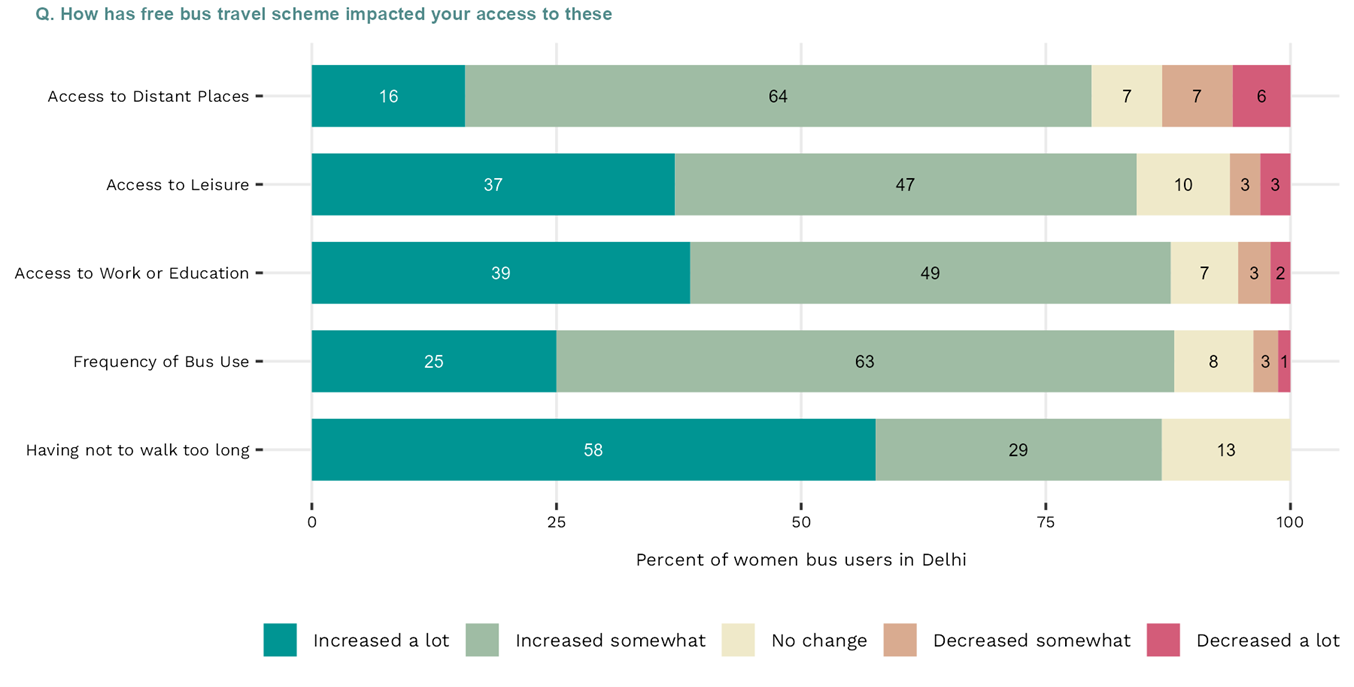 Q. How has free bus travel scheme impacted your access to these
Access to Distant Places 16 64 7 7 6
Access to Leisure 37 47 10 3 3
Access to Work or Education 39 49 7 3 2
Frequency of Bus Use 25 63 8 3 1
Having not to walk too long 58 29 13
0 25 50 75 100
Percent of women bus users in Delhi
Increased a lot Increased somewhat No change Decreased somewhat Decreased a lot